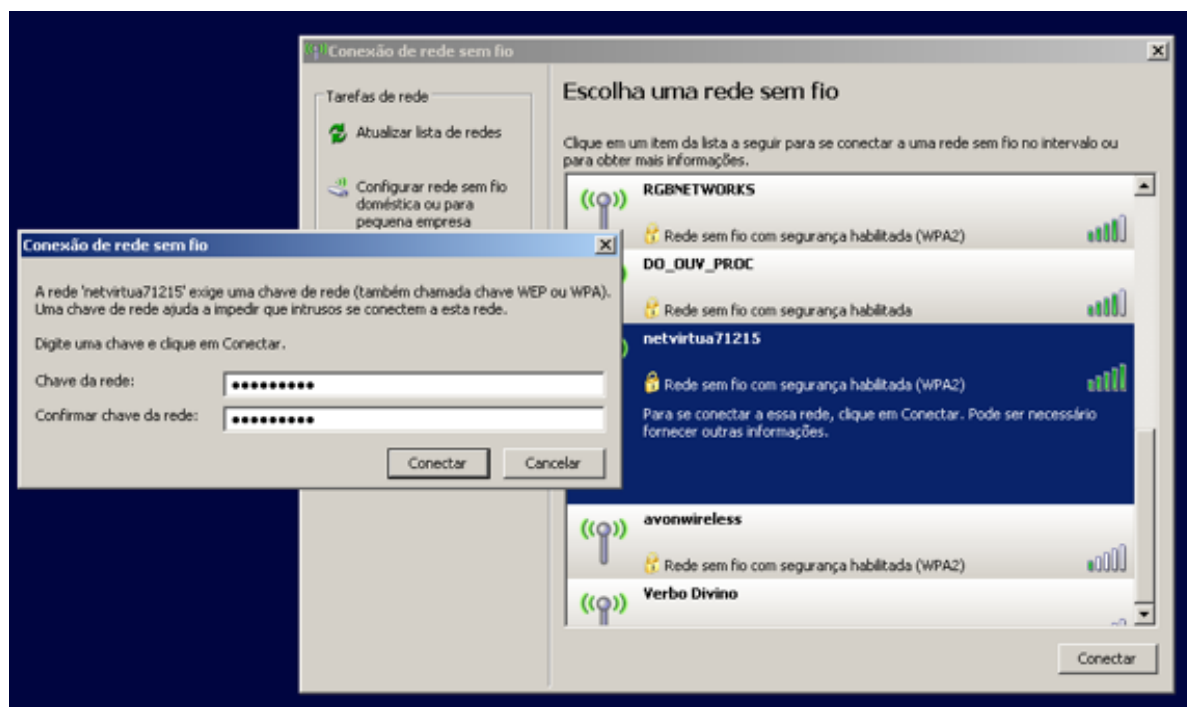 Conexão de rede sem fio
Tarefas de rede
Atualizar lista de redes
Configurar rede sem fio
doméstica ou para
pequena empresa
Escolha uma rede sem fio
Clique em um item da lista a seguir para se conectar a uma rede sem fio no intervalo ou
para obter mais informações.
RGBNETWORKS
Rede sem fio com segurança habilitada (WPA2)
DO_OUV_PROC
Rede sem fio com segurança habilitada
netvirtua71215
Rede sem fio com segurança habilitada (WPA2)
Para se conectar a essa rede, clique em Conectar. Pode ser necessário
fornecer outras informações.
avonwireless
Rede sem fio com segurança habilitada (WPA2)
Verbo Divino
Conectar
Conexão de rede sem fio
A rede 'netvirtua71215' exige uma chave de rede (também chamada chave WEP ou WPA).
Uma chave de rede ajuda a impedir que intrusos se conectem a esta rede.
Digite uma chave e clique em Conectar.
Chave da rede: •••••••••
Confirmar chave da rede: •••••••••
Conectar Cancelar